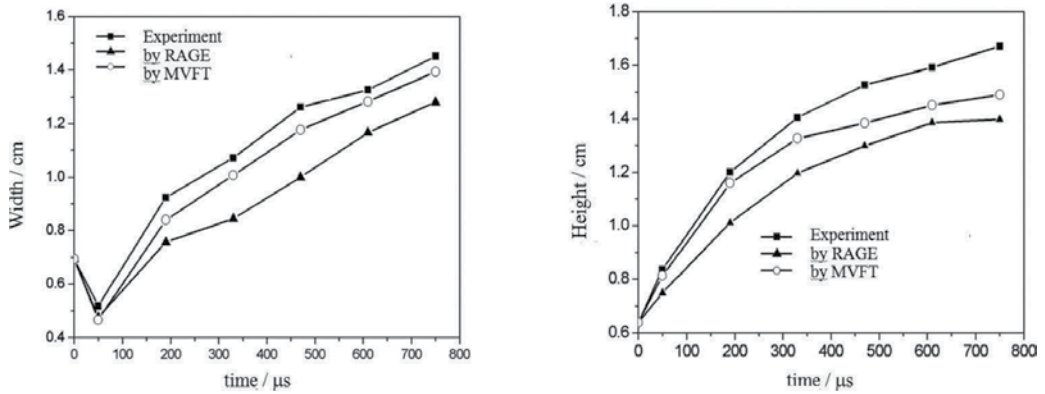 1.6
1.4
1.2
1.0
0.8
0.6
0.4
Width / cm
Experiment
by RAGE
by MVFT
0 100 200 300 400 500 600 700 800
time / μs
1.8
1.6
1.4
1.2
1.0
0.8
0.6
Height / cm
Experiment
by RAGE
by MVFT
0 100 200 300 400 500 600 700 800
time / μs